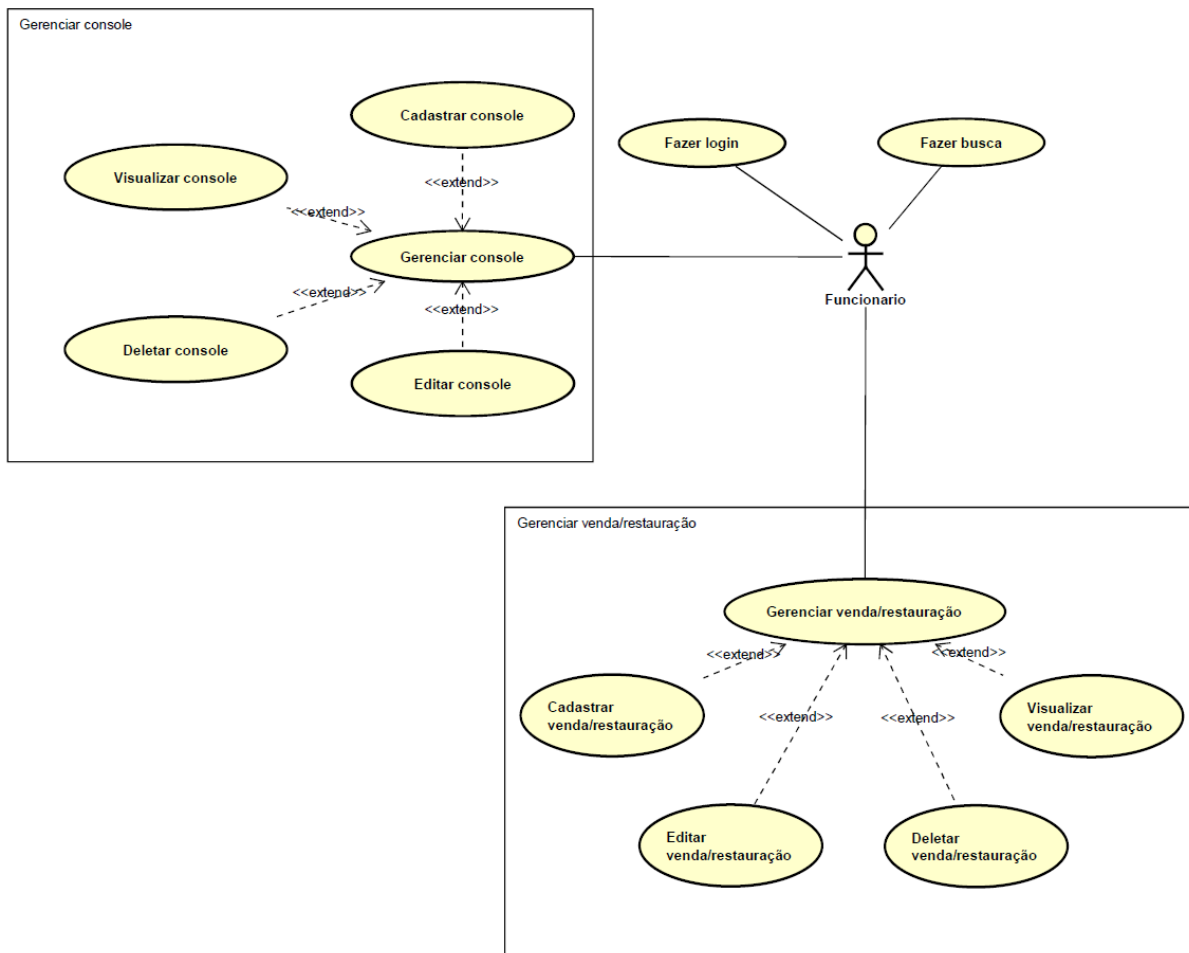 Gerenciar console
Cadastrar console
Fazer login
Fazer busca
Visualizar console
<<extend>>
<<extend>>
Gerenciar console
<<extend>>
<<extend>>
Funcionario
Deletar console
Editar console
Gerenciar venda/restauração
Gerenciar venda/restauração
<<extend>>
<<extend>>
Cadastrar
venda/restauração
<<extend>>
<<extend>>
Visualizar
venda/restauração
Editar
venda/restauração
Deletar
venda/restauração